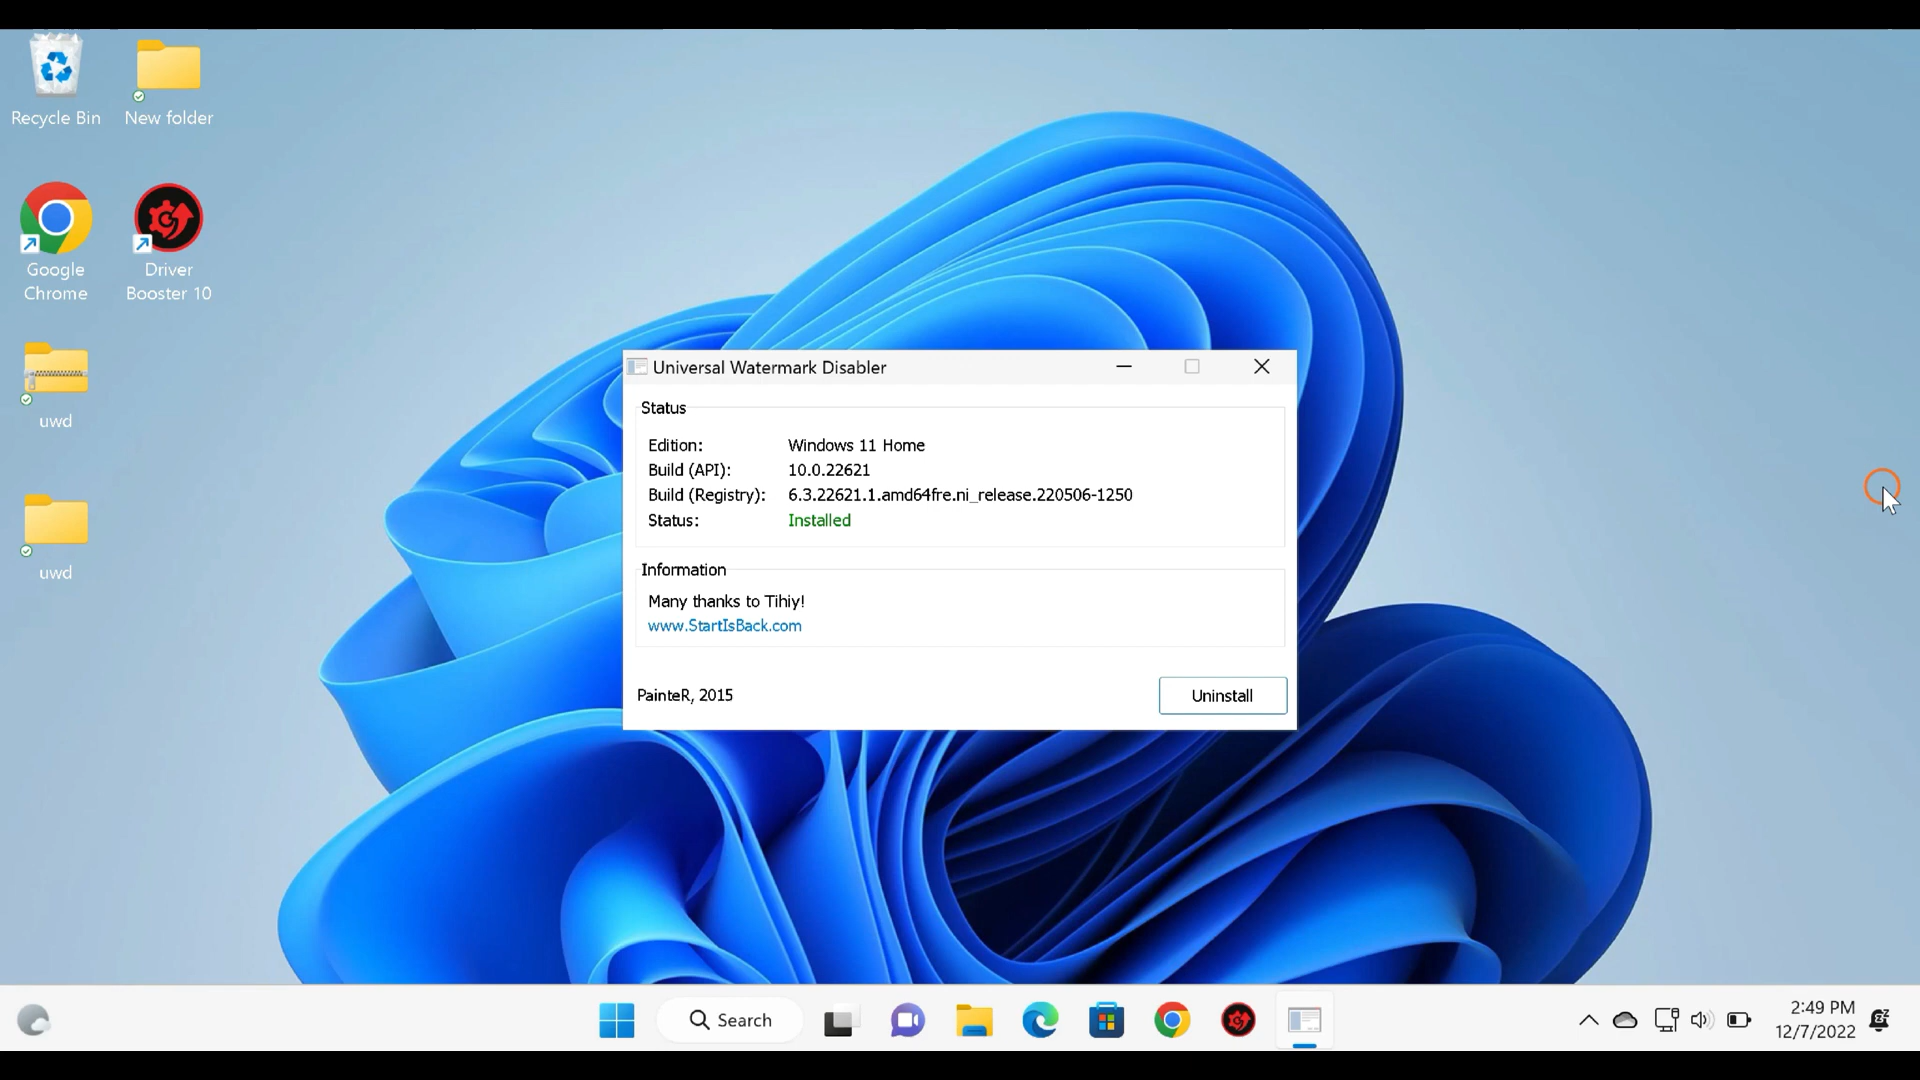 Recycle Bin
New folder
Google
Chrome
Driver
Booster 10
uwd
uwd
Universal Watermark Disabler
Status
Edition: Windows 11 Home
Build (API): 10.0.22621
Build (Registry): 6.3.22621.1.amd64fre.ni_release.220506-1250
Status: Installed
Information
Many thanks to Tihiy!
www.StartIsBack.com
PainteR, 2015
Uninstall
Search
2:49 PM
12/7/2022